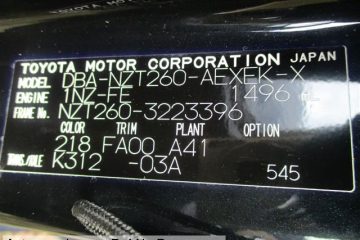 TOYOTA MOTOR CORPORATION JAPAN
MODEL DBA-NZT260-AEXEK-X
ENGINE 1NZ-FE 1496 mL
FRAME No. NZT260-3223396
COLOR TRIM PLANT OPTION
218 FA00 A41
TRANS./AXLE K312 -03A 545